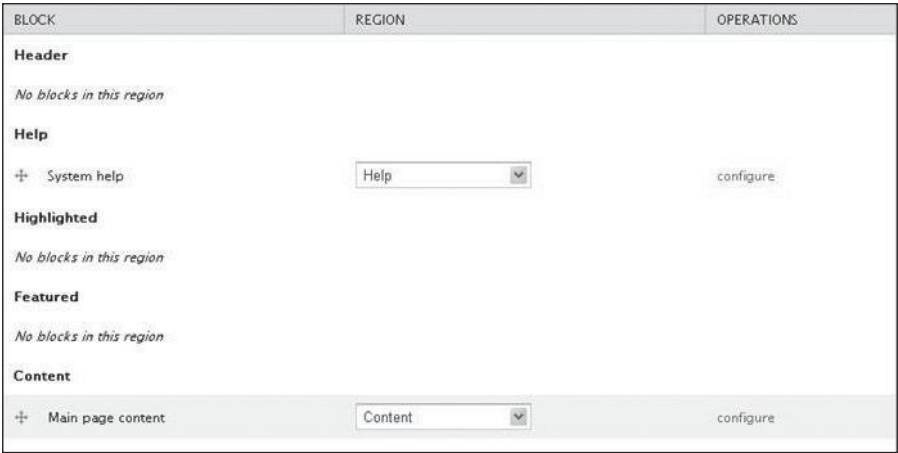 BLOCK REGION OPERATIONS
Header
No blocks in this region
Help
System help Help configure
Highlighted
No blocks in this region
Featured
No blocks in this region
Content
Main page content Content configure